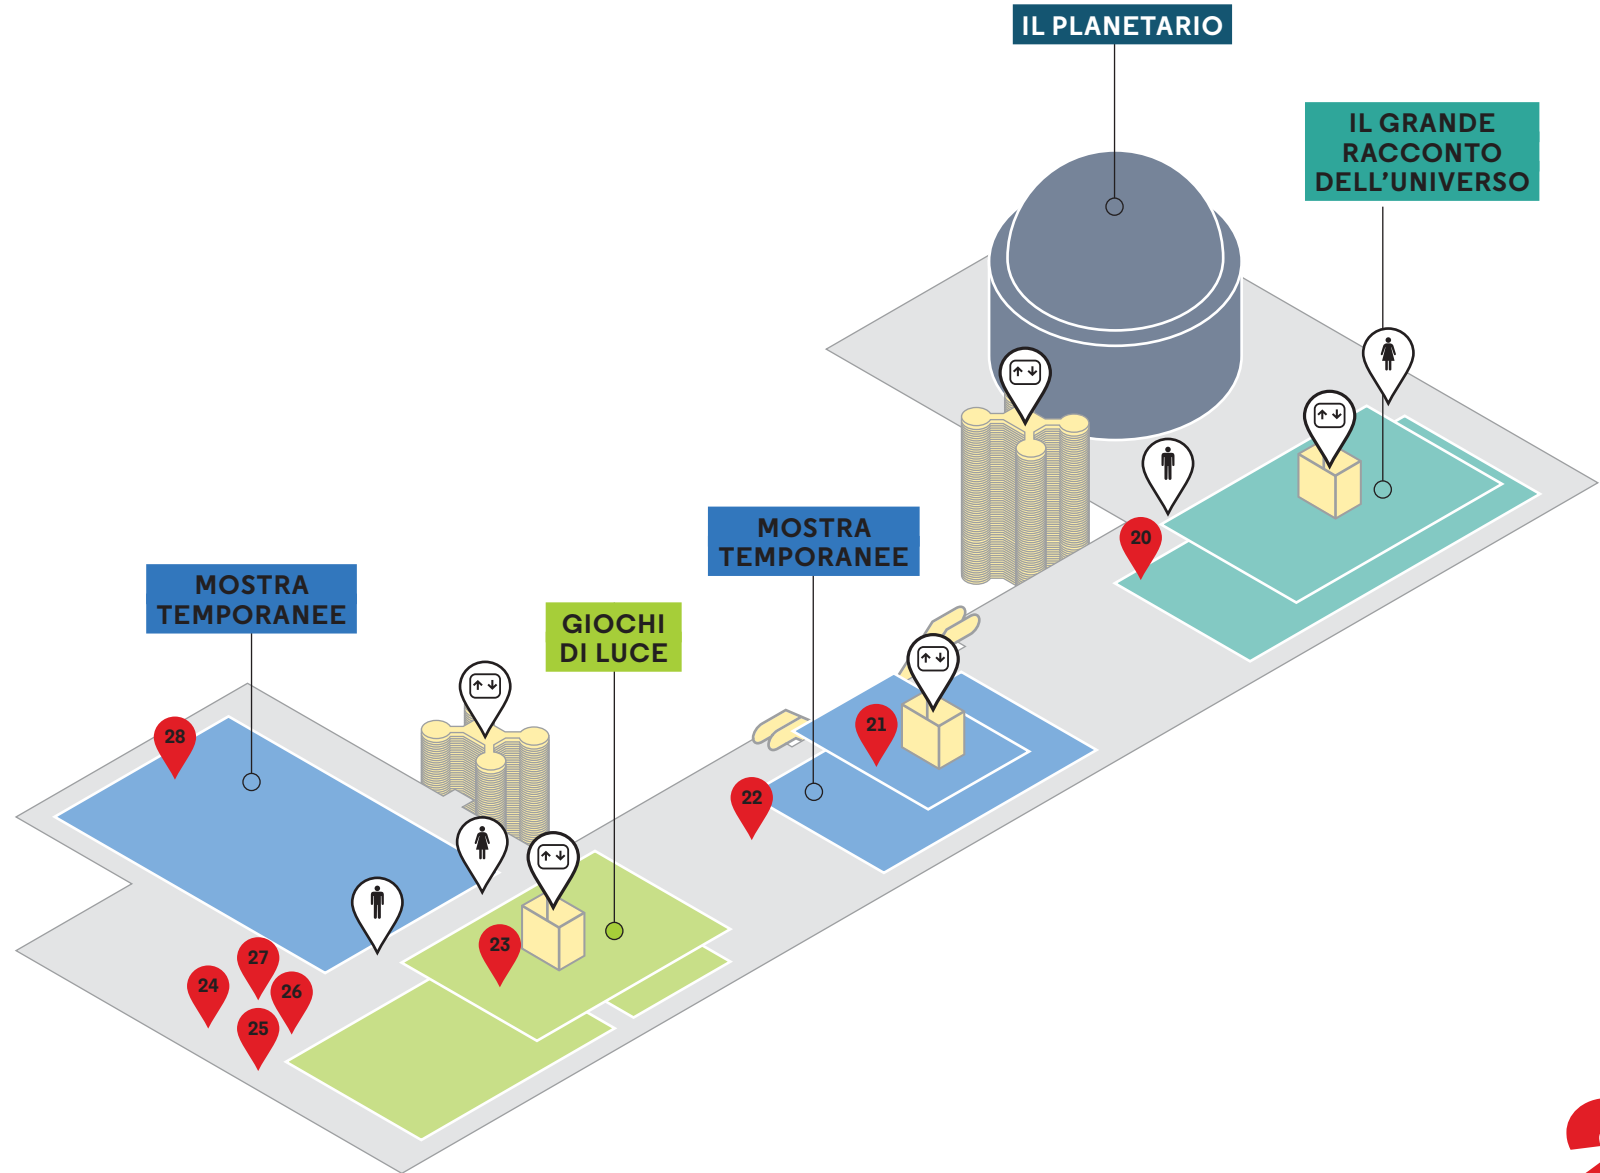 IL PLANETARIO
IL GRANDE
RACCONTO
DELL'UNIVERSO
MOSTRA
TEMPORANEE
GIOCHI
DI LUCE
MOSTRA
TEMPORANEE
20
21
22
23
24
25
26
27
28